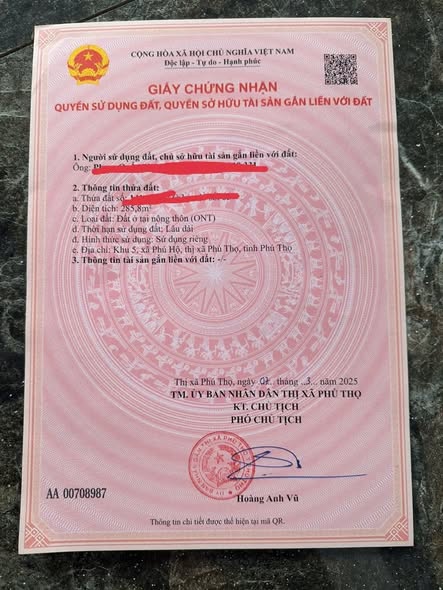 CỘNG HÒA XÃ HỘI CHỦ NGHĨA VIỆT NAM
Độc lập - Tự do - Hạnh phúc
GIẤY CHỨNG NHẬN
QUYỀN SỬ DỤNG ĐẤT, QUYỀN SỞ HỮU TÀI SẢN GẮN LIỀN VỚI ĐẤT
1. Người sử dụng đất, chủ sở hữu tài sản gắn liền với đất:
Ông:
2. Thông tin thửa đất:
a. Thửa đất số:
b. Diện tích: 285,8m²
c. Loại đất: Đất ở tại nông thôn (ONT)
d. Thời hạn sử dụng đất: Lâu dài
đ. Hình thức sử dụng: Sử dụng riêng
e. Địa chỉ: Khu 5, xã Phú Hộ, thị xã Phú Thọ, tỉnh Phú Thọ
3. Thông tin tài sản gắn liền với đất: -/-
Thị xã Phú Thọ, ngày tháng 3 năm 2025
TM. ỦY BAN NHÂN DÂN THỊ XÃ PHÚ THỌ
KT. CHỦ TỊCH
PHÓ CHỦ TỊCH
Hoàng Anh Vũ
AA 00708987
Thông tin chi tiết được thể hiện tại mã QR.